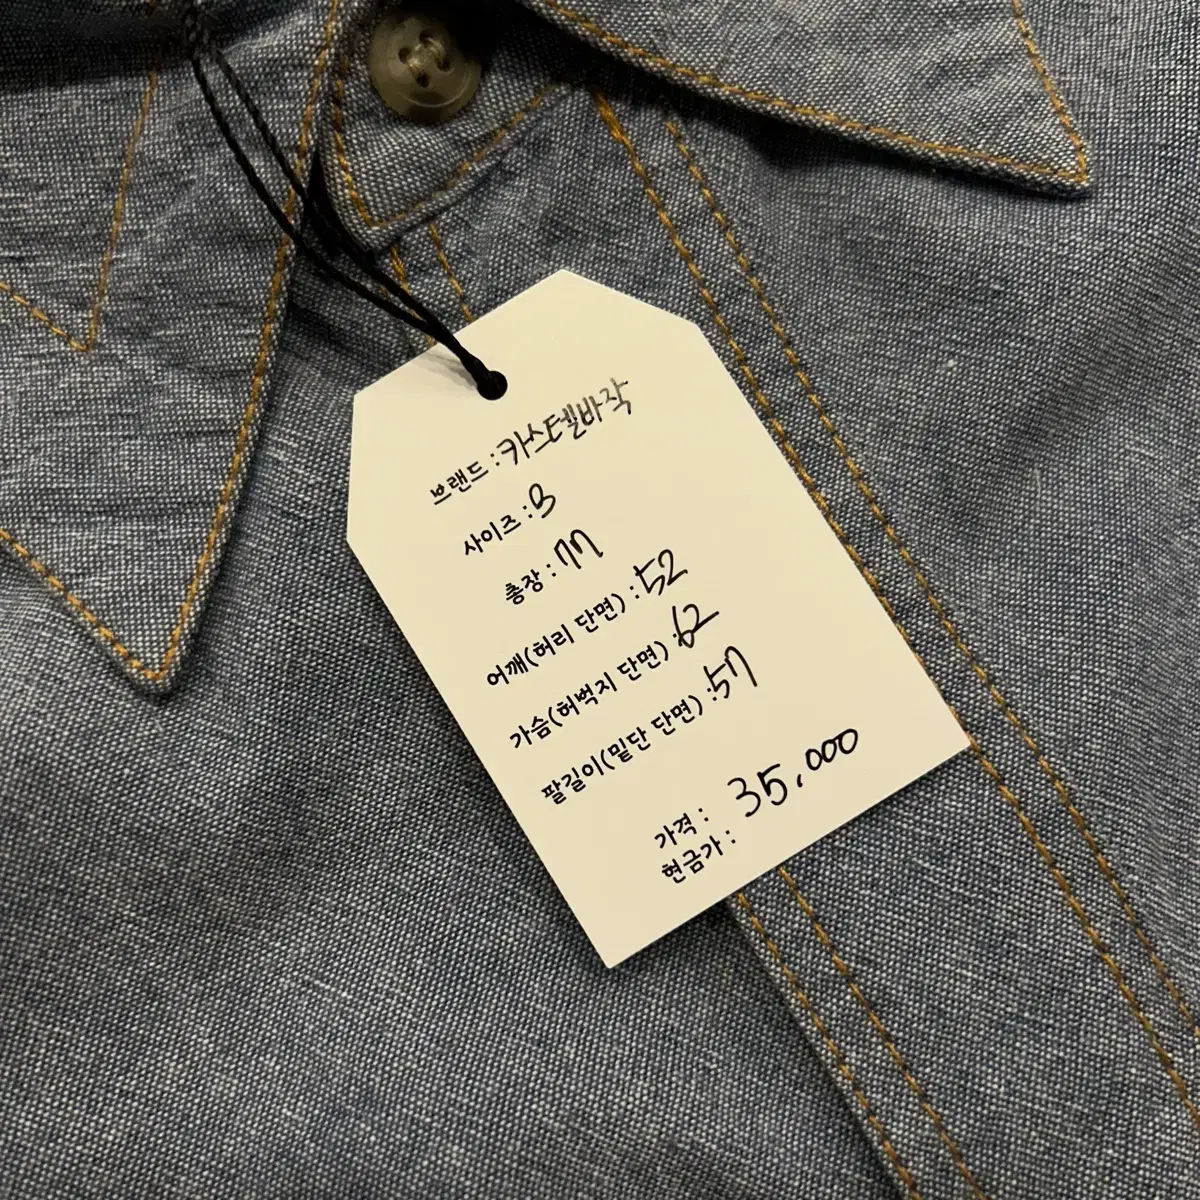 브랜드 : 카스텔바작
사이즈 : B
총장 : 77
어깨(허리 단면) : 52
가슴(허벅지 단면) : 62
팔길이(밑단 단면) : 57
가격 : 35,000
현금가 :